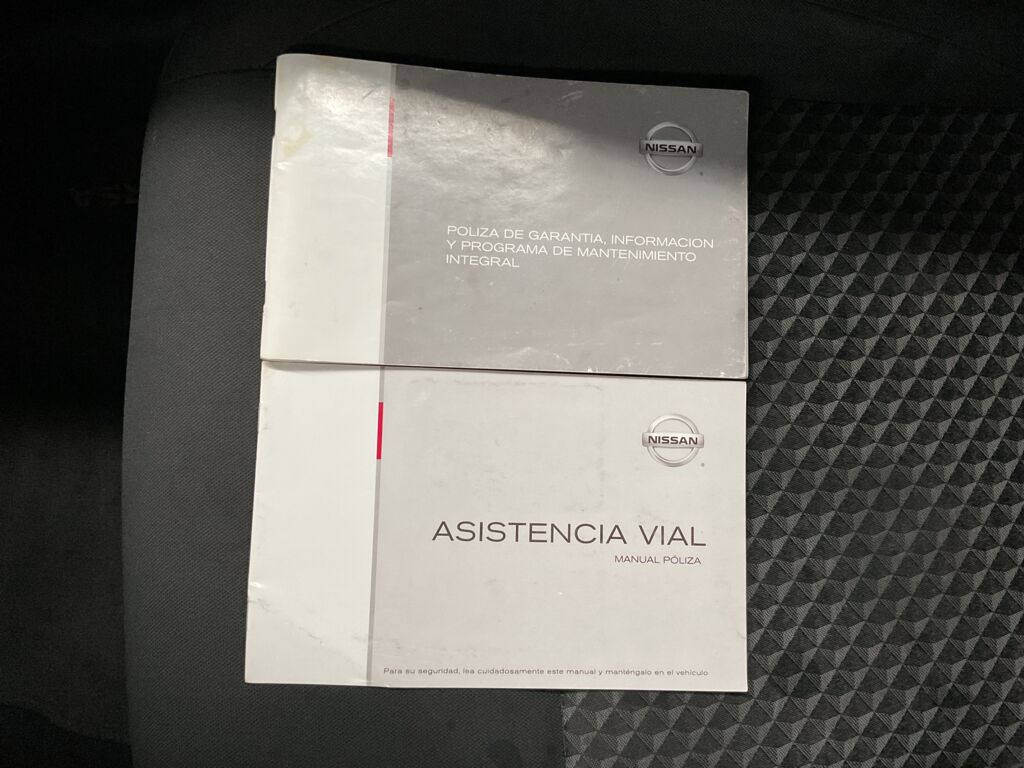 NISSAN
POLIZA DE GARANTIA, INFORMACION
Y PROGRAMA DE MANTENIMIENTO
INTEGRAL
NISSAN
ASISTENCIA VIAL
MANUAL PÓLIZA
Para su seguridad, lea cuidadosamente este manual y manténgalo en el vehículo